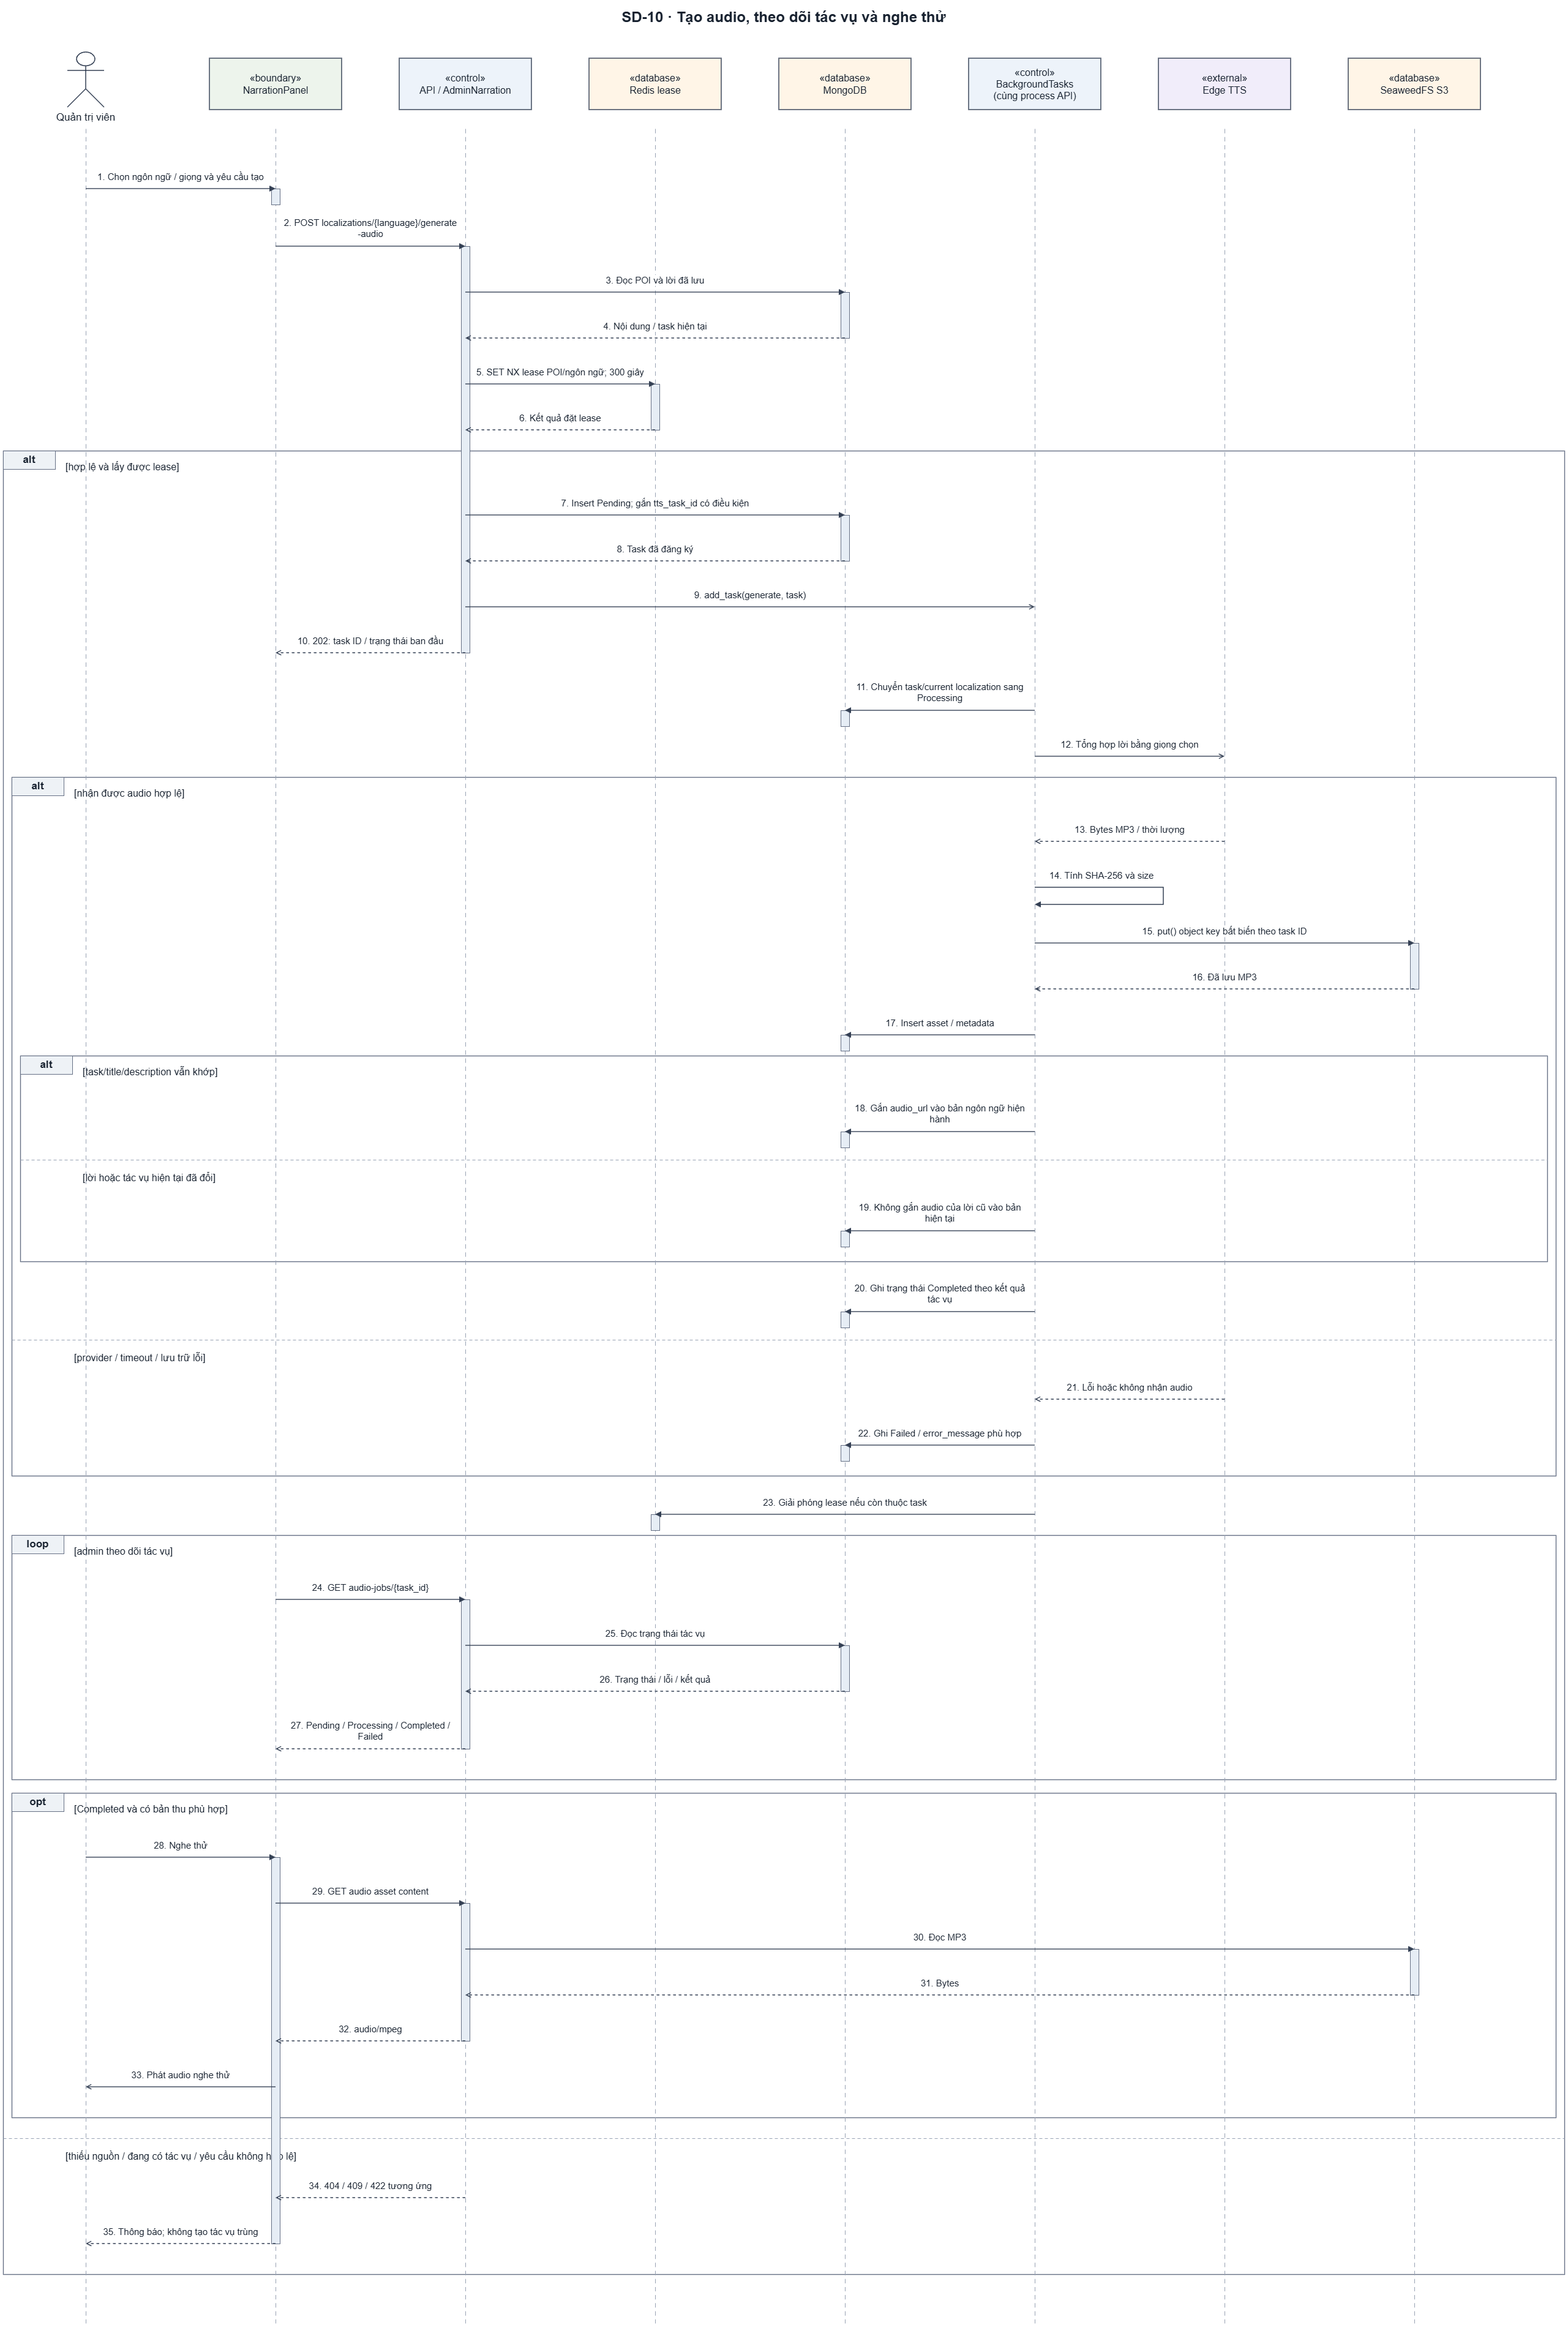 SD-10 · Tạo audio, theo dõi tác vụ và nghe thử
Quản trị viên
«boundary»
NarrationPanel
«control»
API / AdminNarration
«database»
Redis lease
«database»
MongoDB
«control»
BackgroundTasks
(cùng process API)
«external»
Edge TTS
«database»
SeaweedFS S3
1. Chọn ngôn ngữ / giọng và yêu cầu tạo
2. POST localizations/{language}/generate
-audio
3. Đọc POI và lời đã lưu
4. Nội dung / task hiện tại
5. SET NX lease POI/ngôn ngữ; 300 giây
6. Kết quả đặt lease
alt
[hợp lệ và lấy được lease]
7. Insert Pending; gắn tts_task_id có điều kiện
8. Task đã đăng ký
9. add_task(generate, task)
10. 202: task ID / trạng thái ban đầu
11. Chuyển task/current localization sang
Processing
12. Tổng hợp lời bằng giọng chọn
alt
[nhận được audio hợp lệ]
13. Bytes MP3 / thời lượng
14. Tính SHA-256 và size
15. put() object key bất biến theo task ID
16. Đã lưu MP3
17. Insert asset / metadata
alt
[task/title/description vẫn khớp]
18. Gắn audio_url vào bản ngôn ngữ hiện
hành
[lời hoặc tác vụ hiện tại đã đổi]
19. Không gắn audio của lời cũ vào bản
hiện tại
20. Ghi trạng thái Completed theo kết quả
tác vụ
[provider / timeout / lưu trữ lỗi]
21. Lỗi hoặc không nhận audio
22. Ghi Failed / error_message phù hợp
23. Giải phóng lease nếu còn thuộc task
loop
[admin theo dõi tác vụ]
24. GET audio-jobs/{task_id}
25. Đọc trạng thái tác vụ
26. Trạng thái / lỗi / kết quả
27. Pending / Processing / Completed /
Failed
opt
[Completed và có bản thu phù hợp]
28. Nghe thử
29. GET audio asset content
30. Đọc MP3
31. Bytes
32. audio/mpeg
33. Phát audio nghe thử
[thiếu nguồn / đang có tác vụ / yêu cầu không hợp lệ]
34. 404 / 409 / 422 tương ứng
35. Thông báo; không tạo tác vụ trùng